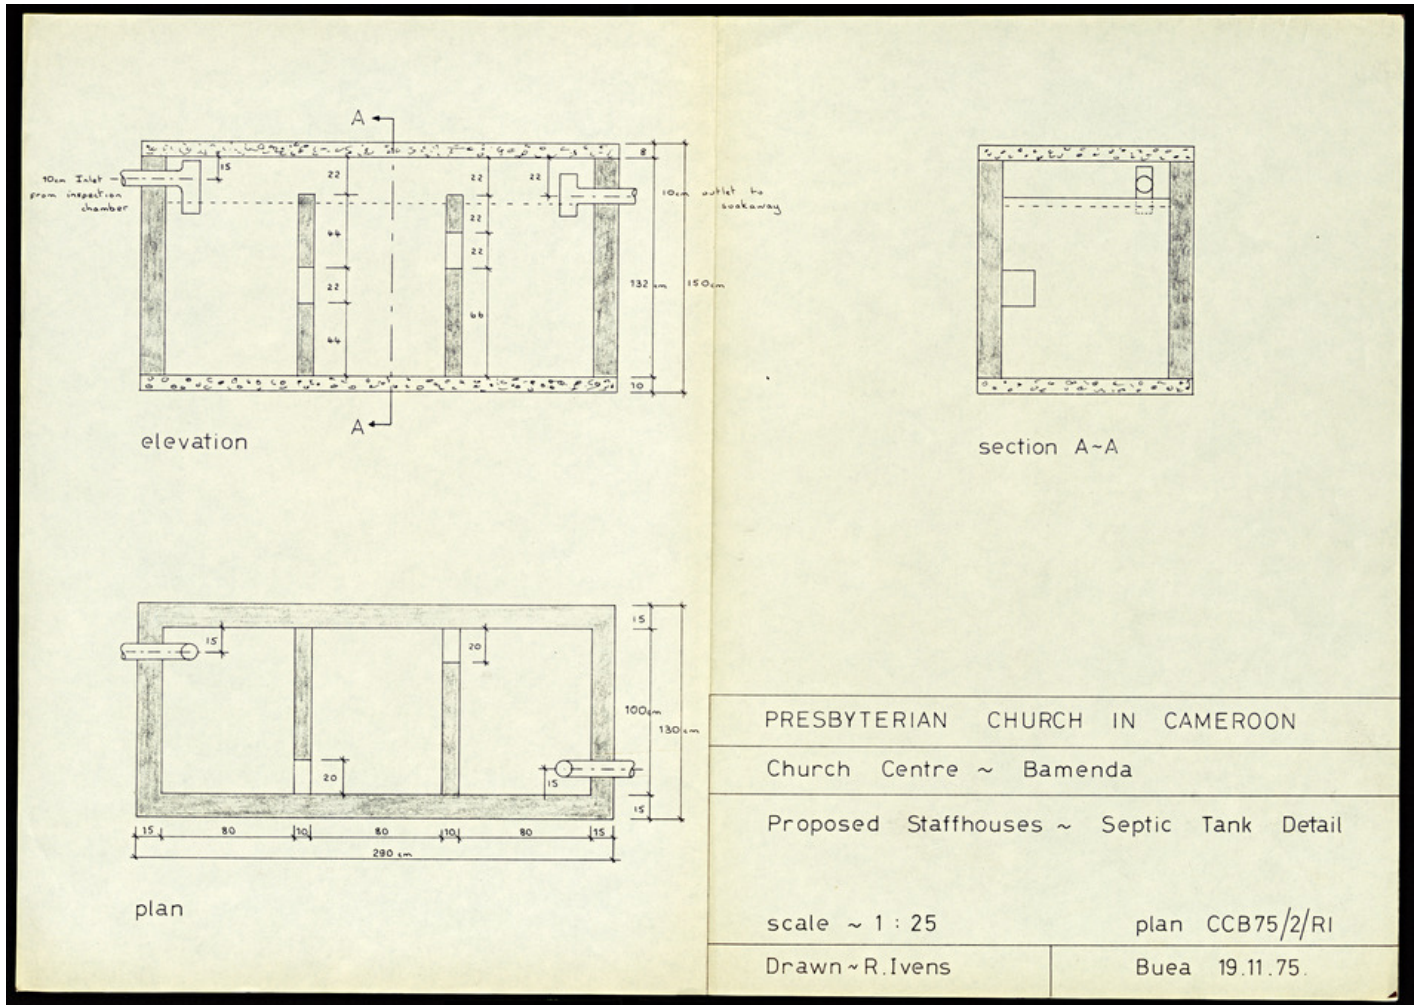 A
8
15
22
22
22
10cm Inlet
from inspection
chamber
10cm outlet to
soakaway
44
22
22
22
132 cm
150cm
44
66
10
A
elevation
section A~A
15
15
20
100cm
130 cm
20
15
15
15
80
10
80
10
80
15
290 cm
plan
PRESBYTERIAN CHURCH IN CAMEROON
Church Centre ~ Bamenda
Proposed Staffhouses ~ Septic Tank Detail
scale ~ 1 : 25
plan CCB75/2/RI
Drawn ~ R.Ivens
Buea 19.11.75.